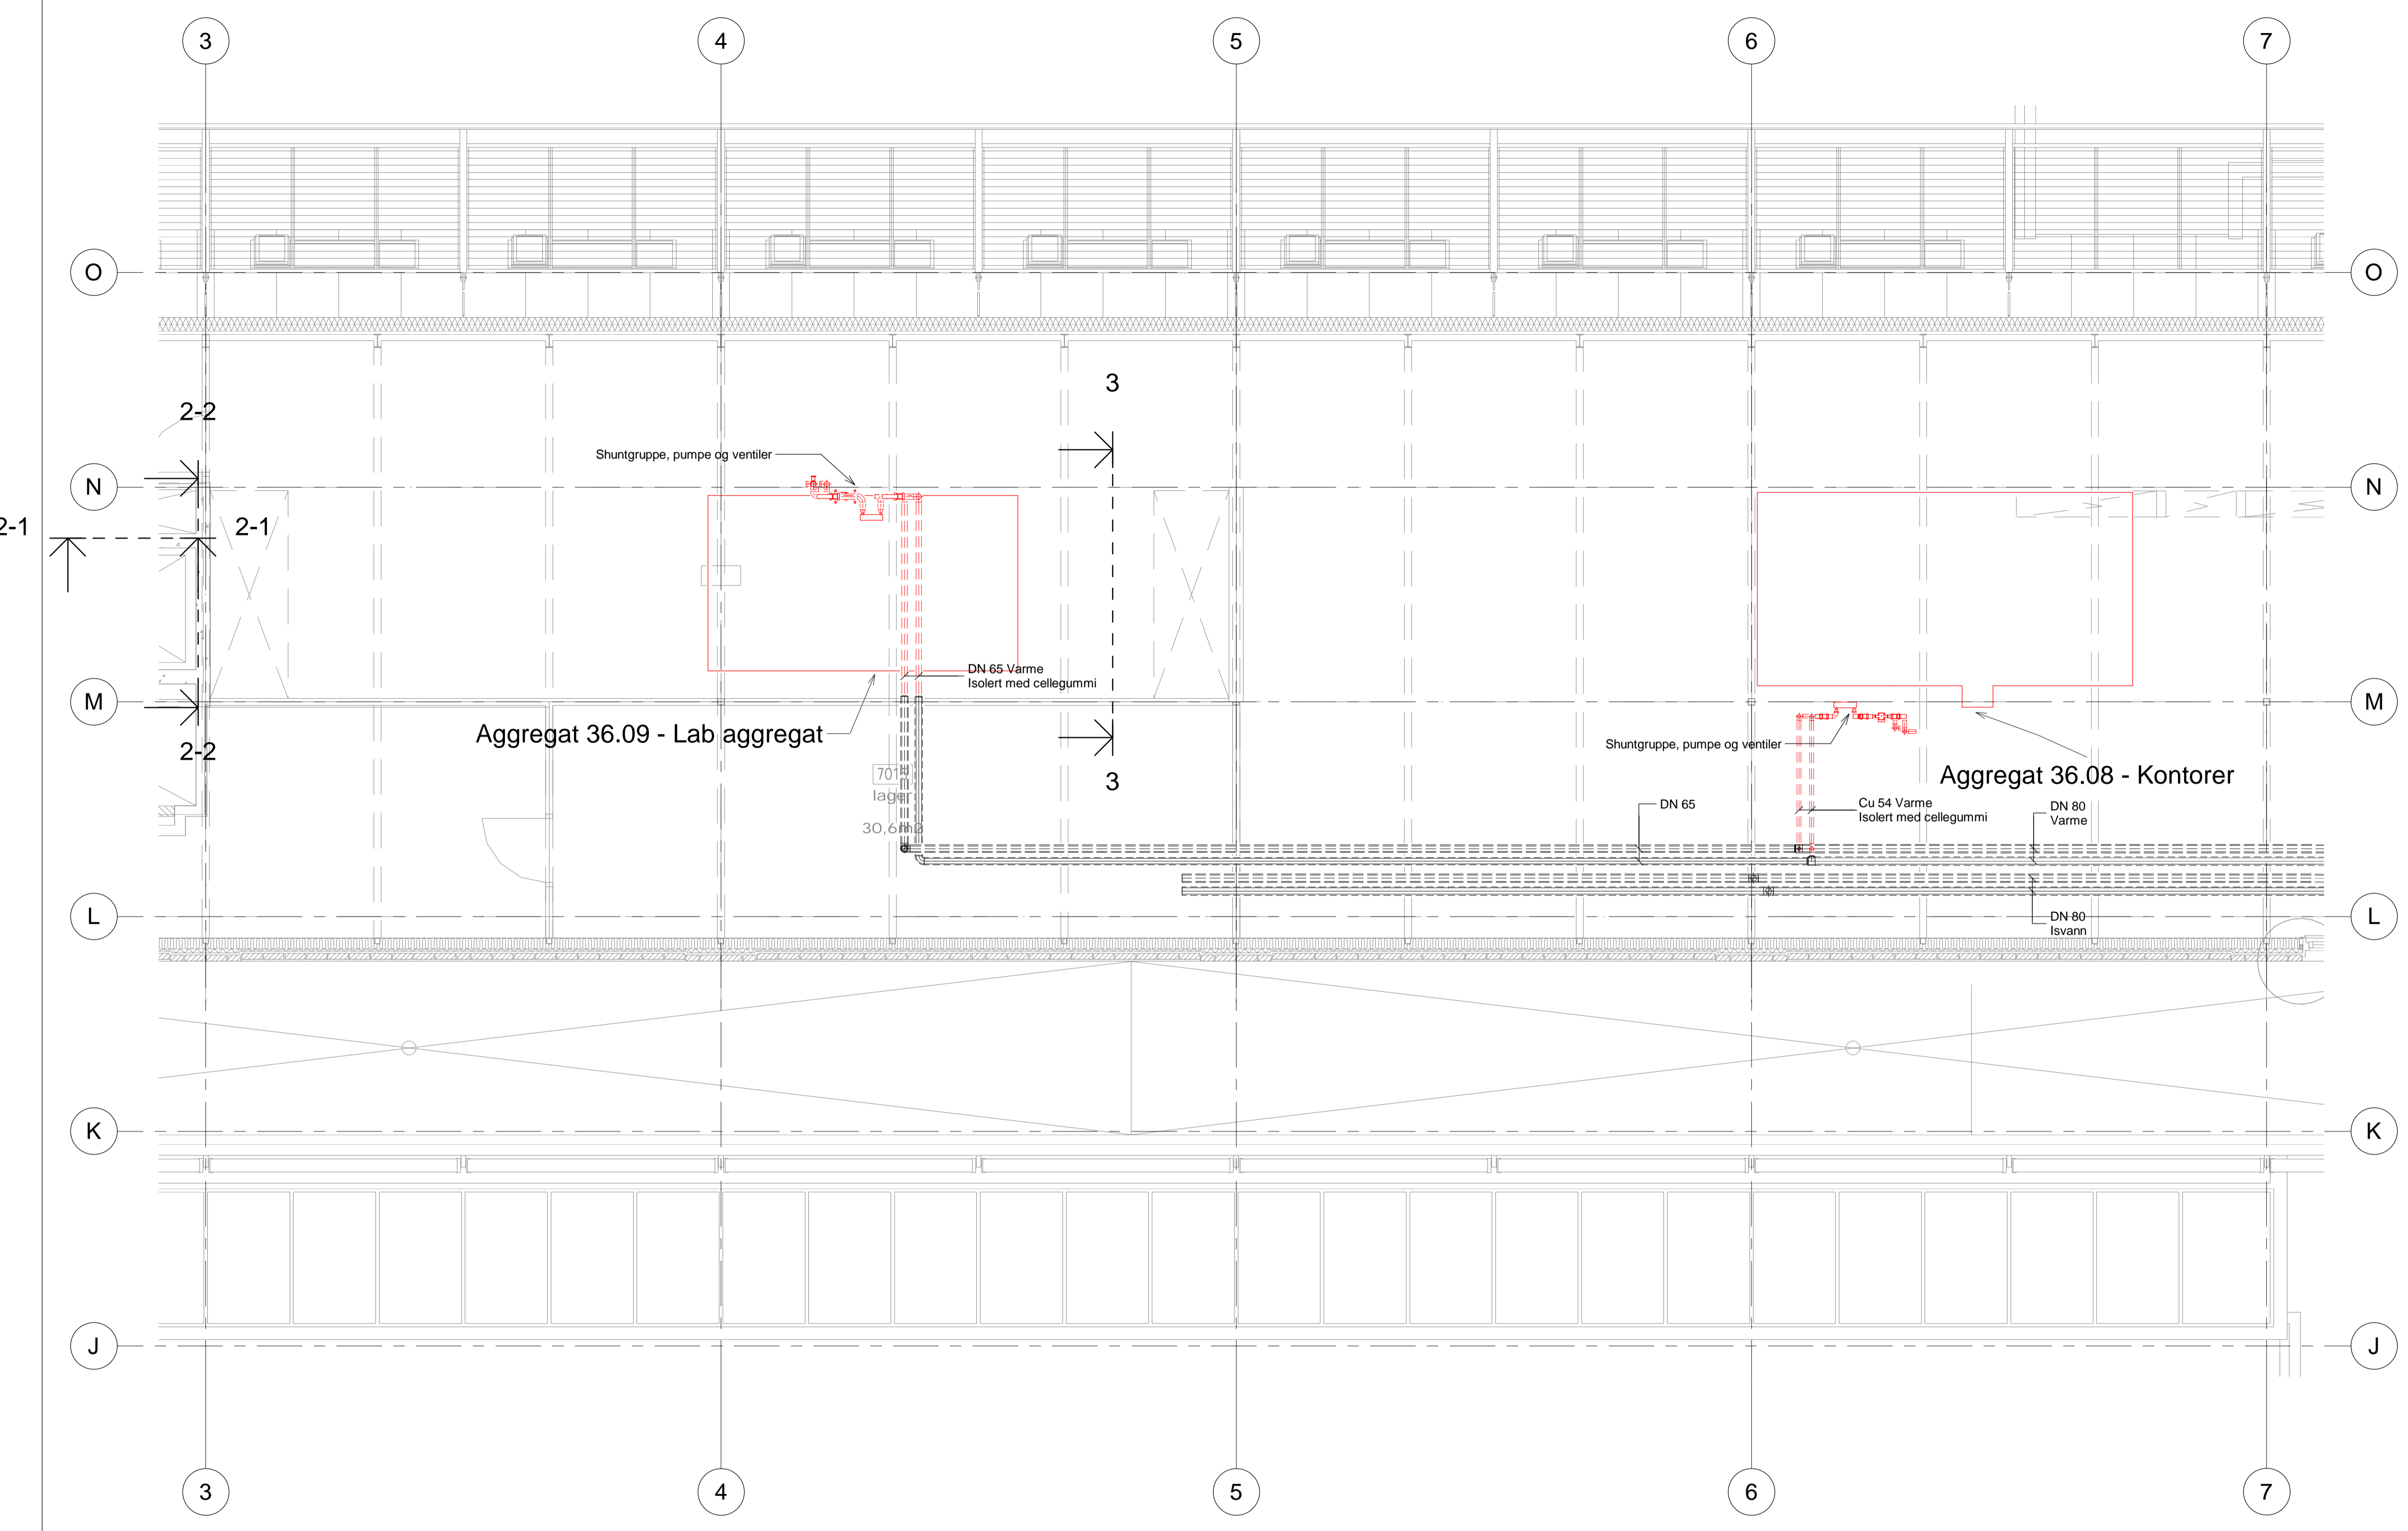 3 4 5 6 7
O O
3
2-2
Shuntgruppe, pumpe og ventiler
N N
2-1 2-1
DN 65 Varme
Isolert med cellegummi
M M
Aggregat 36.09 - Lab aggregat
Shuntgruppe, pumpe og ventiler
2-2
3
Aggregat 36.08 - Kontorer
lager
30,6m2
DN 65
Cu 54 Varme
Isolert med cellegummi
DN 80
Varme
L L
DN 80
Isvann
K K
J J
3 4 5 6 7